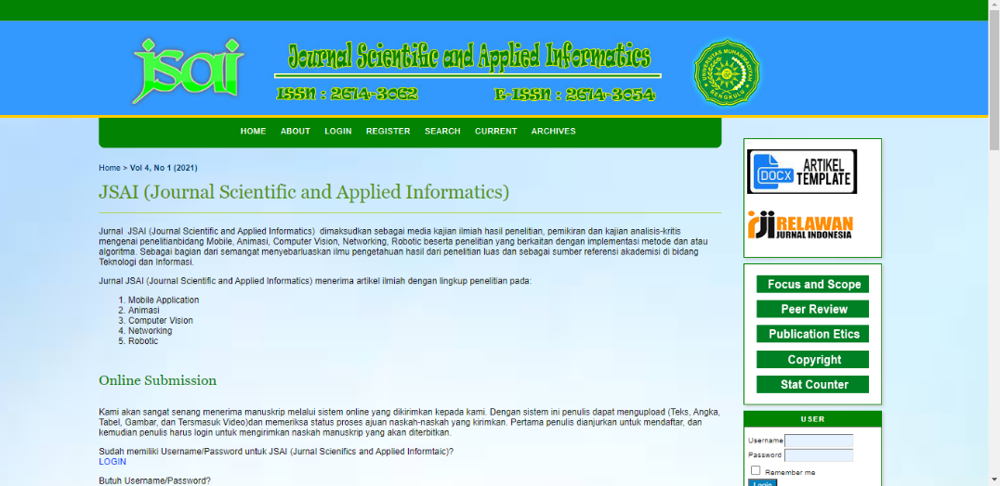 jsai
Journal Scientific and Applied Informatics
ISSN : 2614-3062
E-ISSN : 2614-3054
UNIVERSITAS MUHAMMADIYAH
BENGKULU
HOME ABOUT LOGIN REGISTER SEARCH CURRENT ARCHIVES
Home > Vol 4, No 1 (2021)
JSAI (Journal Scientific and Applied Informatics)
Jurnal JSAI (Journal Scientific and Applied Informatics) dimaksudkan sebagai media kajian ilmiah hasil penelitian, pemikiran dan kajian analisis-kritis
mengenai penelitianbidang Mobile, Animasi, Computer Vision, Networking, Robotic beserta penelitian yang berkaitan dengan implementasi metode dan atau
algoritma. Sebagai bagian dari semangat menyebarluaskan ilmu pengetahuan hasil dari penelitian luas dan sebagai sumber referensi akademisi di bidang
Teknologi dan Informasi.
Jurnal JSAI (Journal Scientific and Applied Informatics) menerima artikel ilmiah dengan lingkup penelitian pada:
1. Mobile Application
2. Animasi
3. Computer Vision
4. Networking
5. Robotic
Online Submission
Kami akan sangat senang menerima manuskrip melalui sistem online yang dikirimkan kepada kami. Dengan sistem ini penulis dapat mengupload (Teks, Angka,
Tabel, Gambar, dan Tersmasuk Video)dan memeriksa status proses ajuan naskah-naskah yang kirimkan. Pertama penulis dianjurkan untuk mendaftar, dan
kemudian penulis harus login untuk mengirimkan naskah manuskrip yang akan diterbitkan.
Sudah memiliki Username/Password untuk JSAI (Jurnal Scienifics and Applied Informtaic)?
LOGIN
Butuh Username/Password?
DOCX
ARTIKEL
TEMPLATE
rji RELAWAN
JURNAL INDONESIA
Focus and Scope
Peer Review
Publication Etics
Copyright
Stat Counter
USER
Username
Password
Remember me
Login